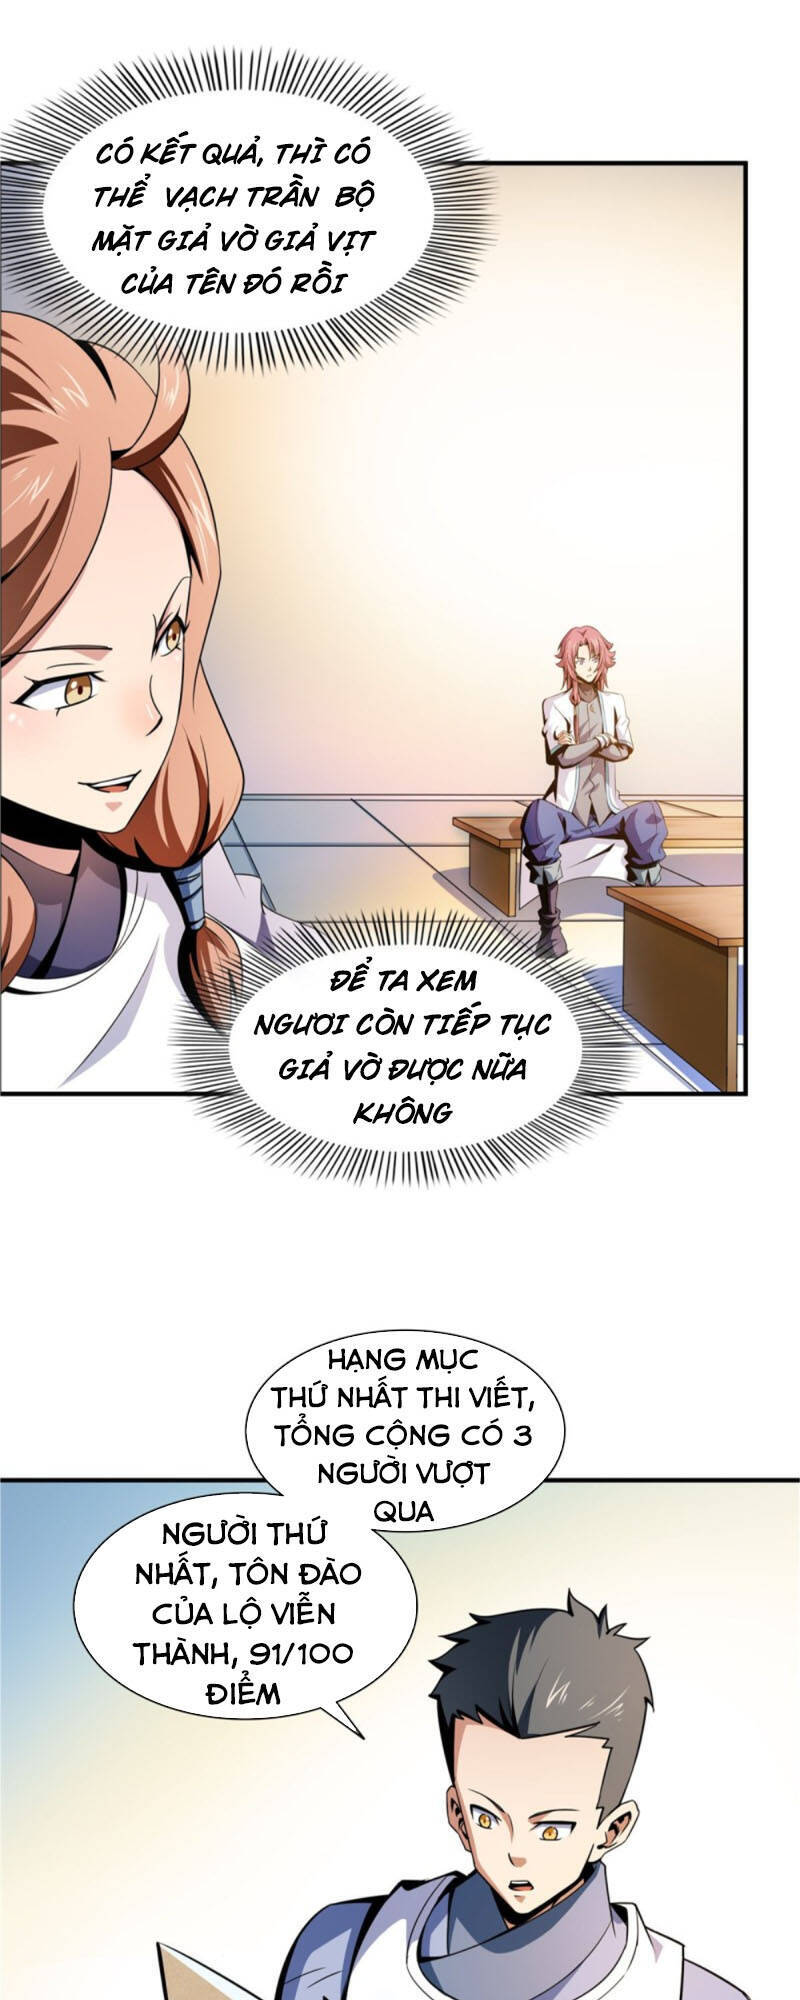 CÓ KẾT QUẢ, THÌ CÓ
THỂ VẠCH TRẦN BỘ
MẶT GIẢ VỜ GIẢ VỊT
CỦA TÊN ĐÓ RỒI
ĐỂ TA XEM
NGƯƠI CÒN TIẾP TỤC
GIẢ VỜ ĐƯỢC NỮA
KHÔNG
HẠNG MỤC
THỨ NHẤT THI VIẾT,
TỔNG CỘNG CÓ 3
NGƯỜI VƯỢT
QUA
NGƯỜI THỨ
NHẤT, TÔN ĐÀO
CỦA LỘ VIỄN
THÀNH, 91/100
ĐIỂM